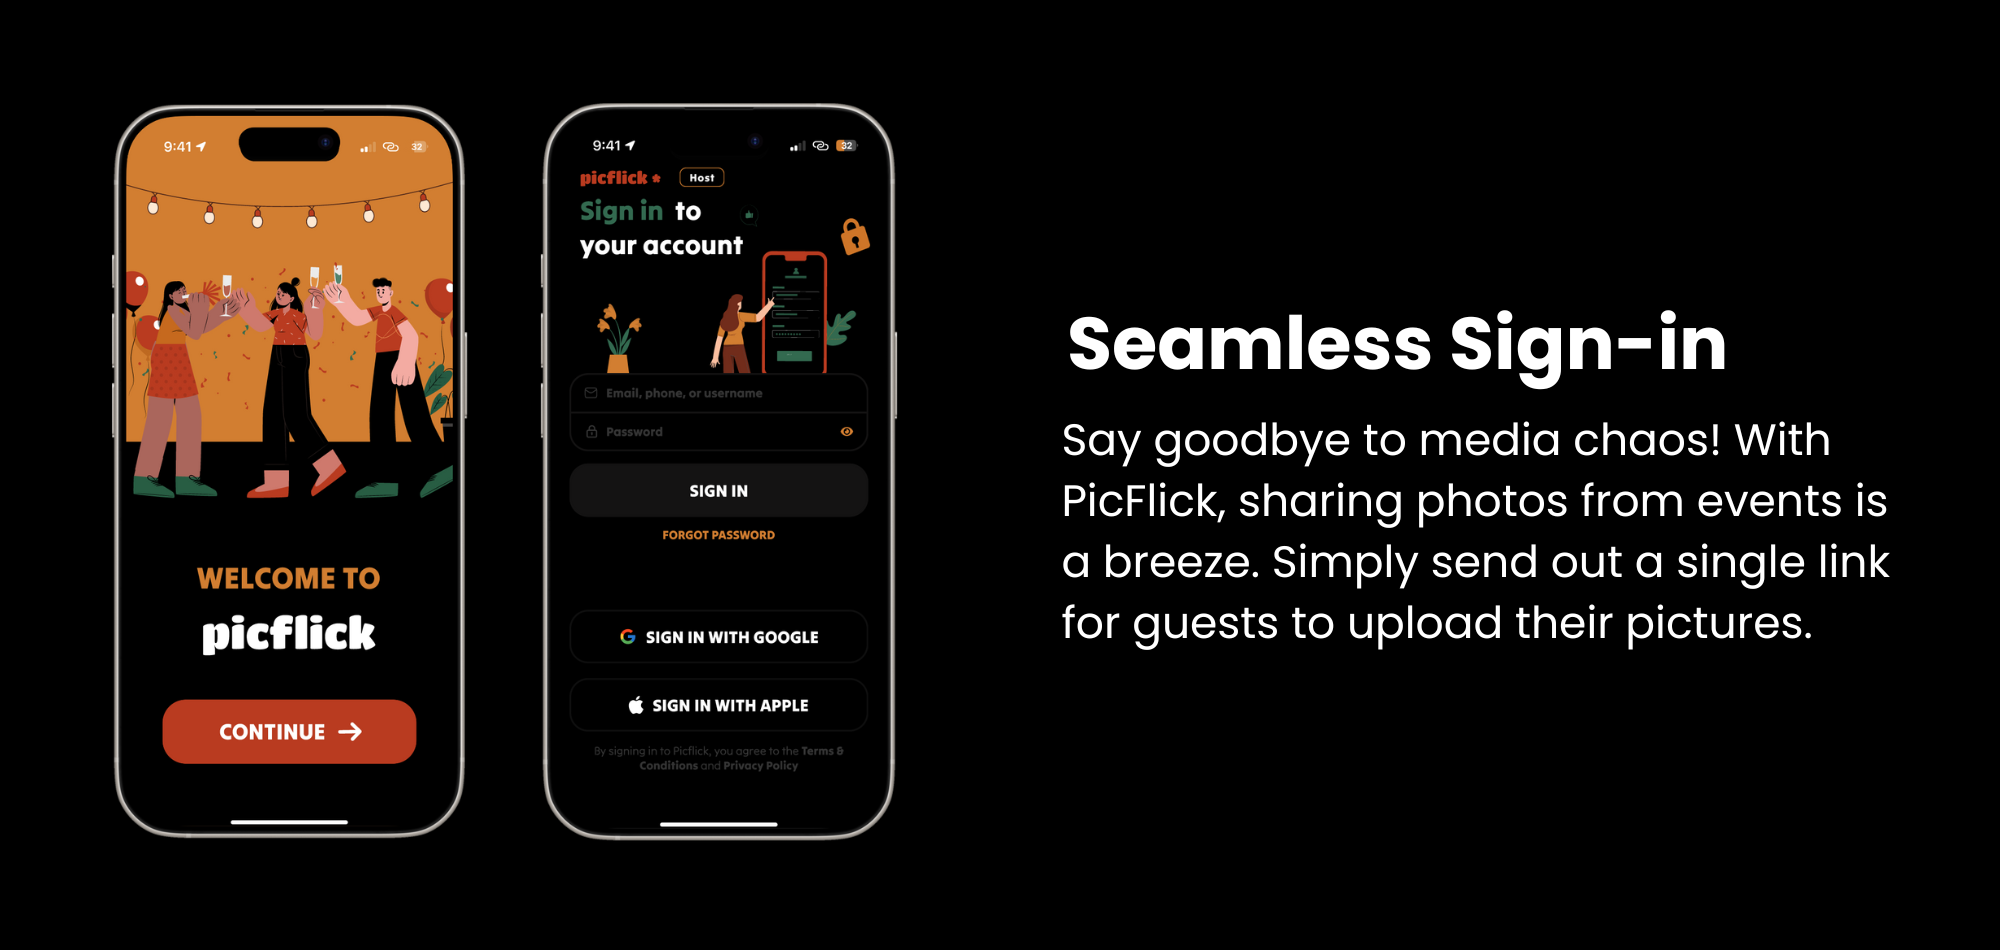 9:41
32
WELCOME TO
picflick
CONTINUE
9:41
32
picflick
Host
Sign in to
your account
Email, phone, or username
Password
SIGN IN
FORGOT PASSWORD
SIGN IN WITH GOOGLE
SIGN IN WITH APPLE
By signing in to Picflick, you agree to the Terms &
Conditions and Privacy Policy
Seamless Sign-in
Say goodbye to media chaos! With
PicFlick, sharing photos from events is
a breeze. Simply send out a single link
for guests to upload their pictures.